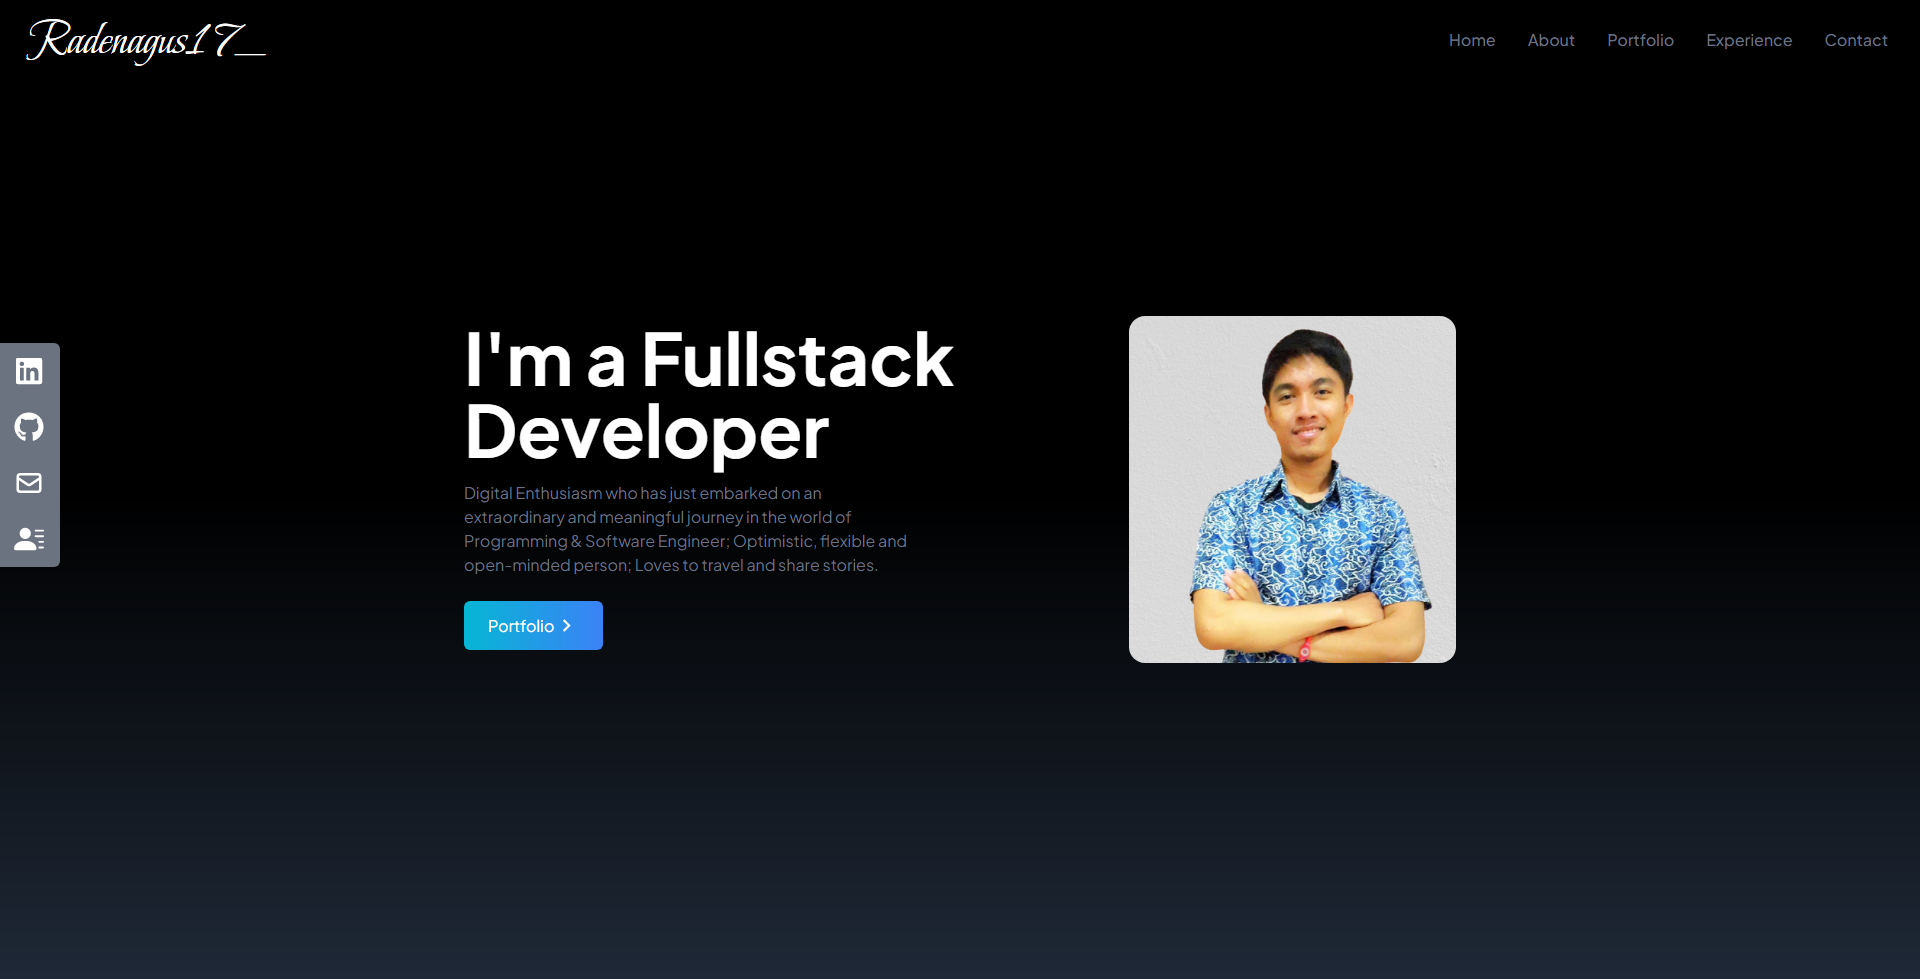 Radenagus17_
Home
About
Portfolio
Experience
Contact
I'm a Fullstack
Developer
Digital Enthusiasm who has just embarked on an
extraordinary and meaningful journey in the world of
Programming & Software Engineer; Optimistic, flexible and
open-minded person; Loves to travel and share stories.
Portfolio